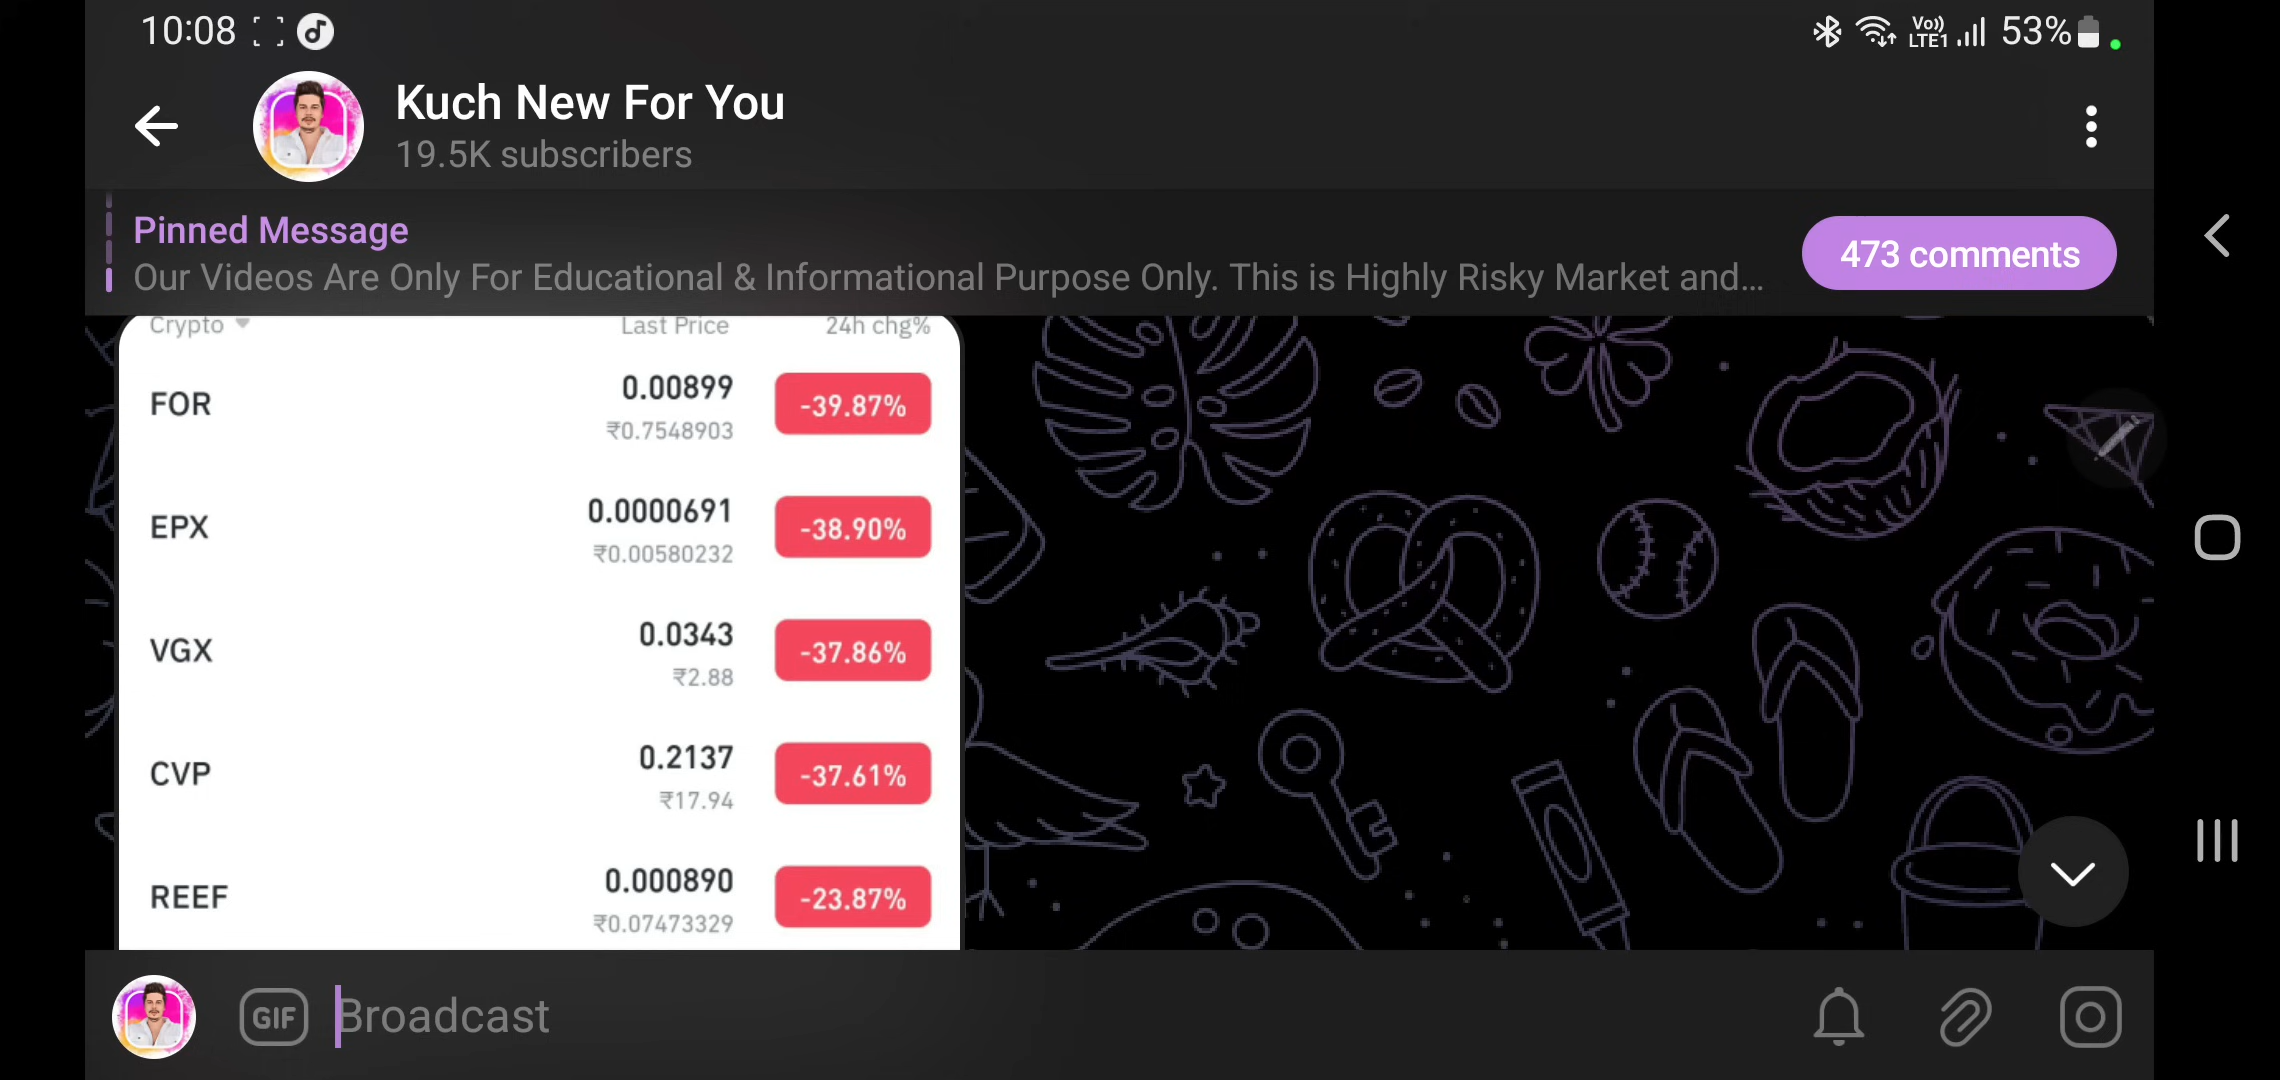 10:08
Vo))
LTE1
53%
Kuch New For You
19.5K subscribers
Pinned Message
Our Videos Are Only For Educational & Informational Purpose Only. This is Highly Risky Market and...
473 comments
Crypto Last Price 24h chg%
FOR 0.00899 -39.87%
₹0.7548903
EPX 0.0000691 -38.90%
₹0.00580232
VGX 0.0343 -37.86%
₹2.88
CVP 0.2137 -37.61%
₹17.94
REEF 0.000890 -23.87%
₹0.07473329
GIF Broadcast